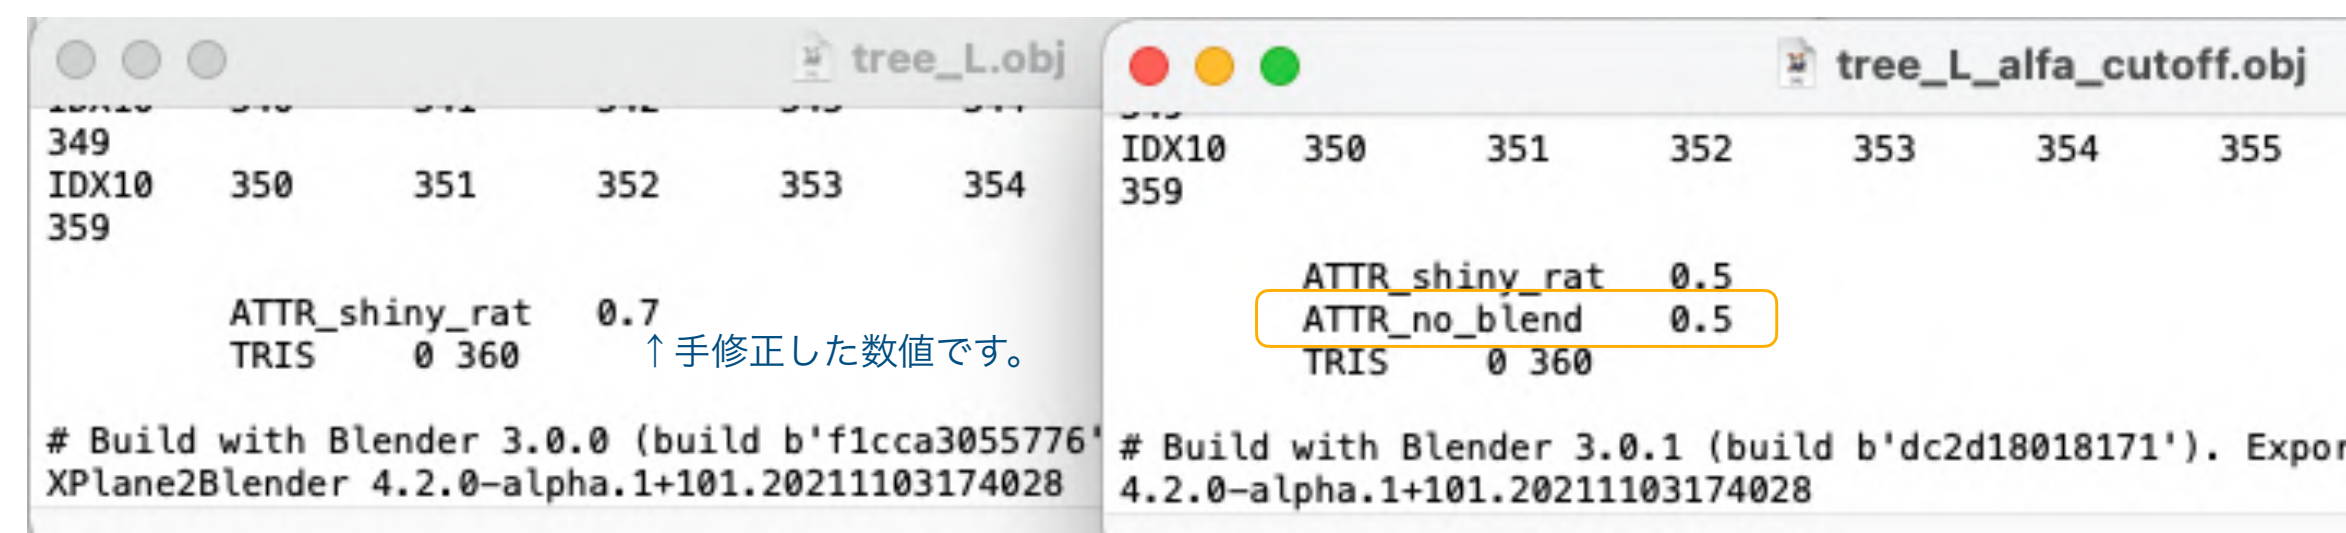 tree_L.obj
349
IDX10 350 351 352 353 354
359
ATTR_shiny_rat 0.7
↑手修正した数値です。
TRIS 0 360
# Build with Blender 3.0.0 (build b'f1cca3055776'
XPlane2Blender 4.2.0-alpha.1+101.20211103174028
tree_L_alfa_cutoff.obj
IDX10 350 351 352 353 354 355
359
ATTR_shiny_rat 0.5
ATTR_no_blend 0.5
TRIS 0 360
# Build with Blender 3.0.1 (build b'dc2d18018171'). Expor
4.2.0-alpha.1+101.20211103174028